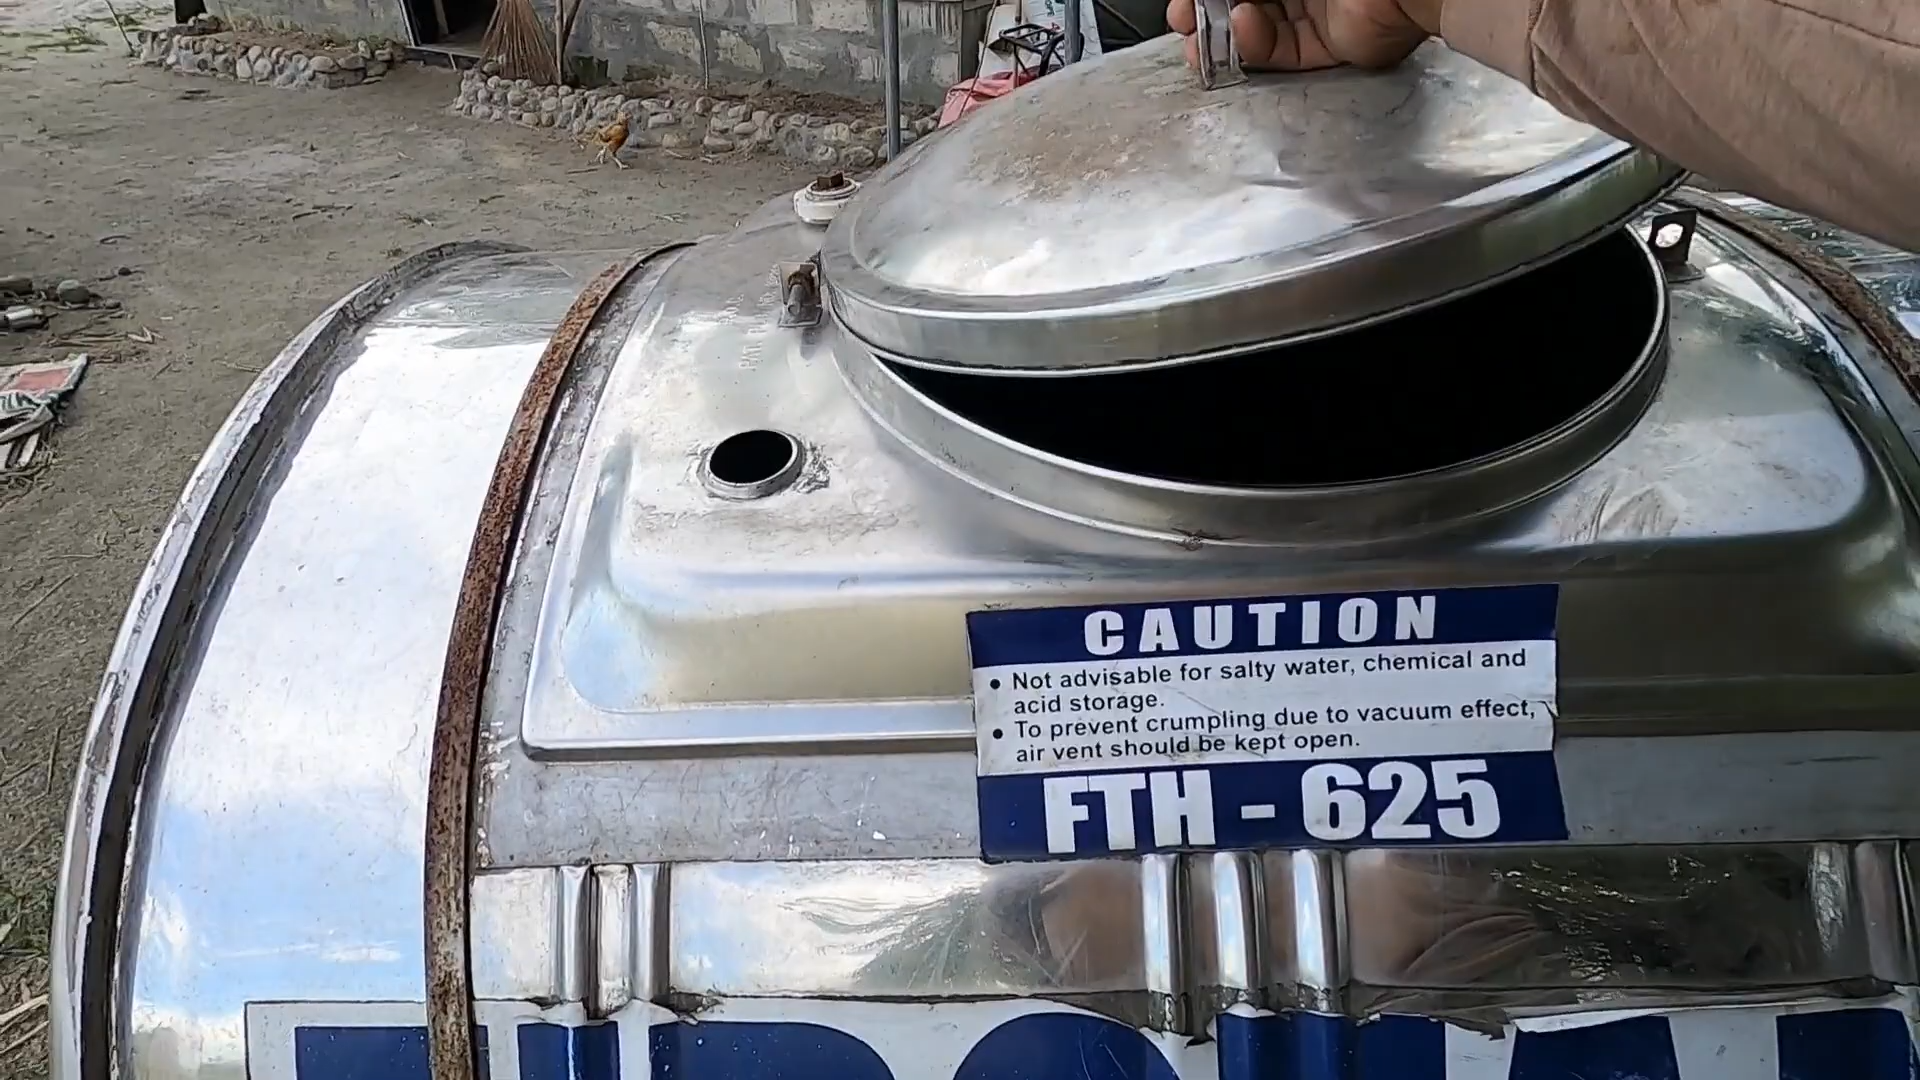 CAUTION
• Not advisable for salty water, chemical and
acid storage.
• To prevent crumpling due to vacuum effect,
air vent should be kept open.
FTH - 625